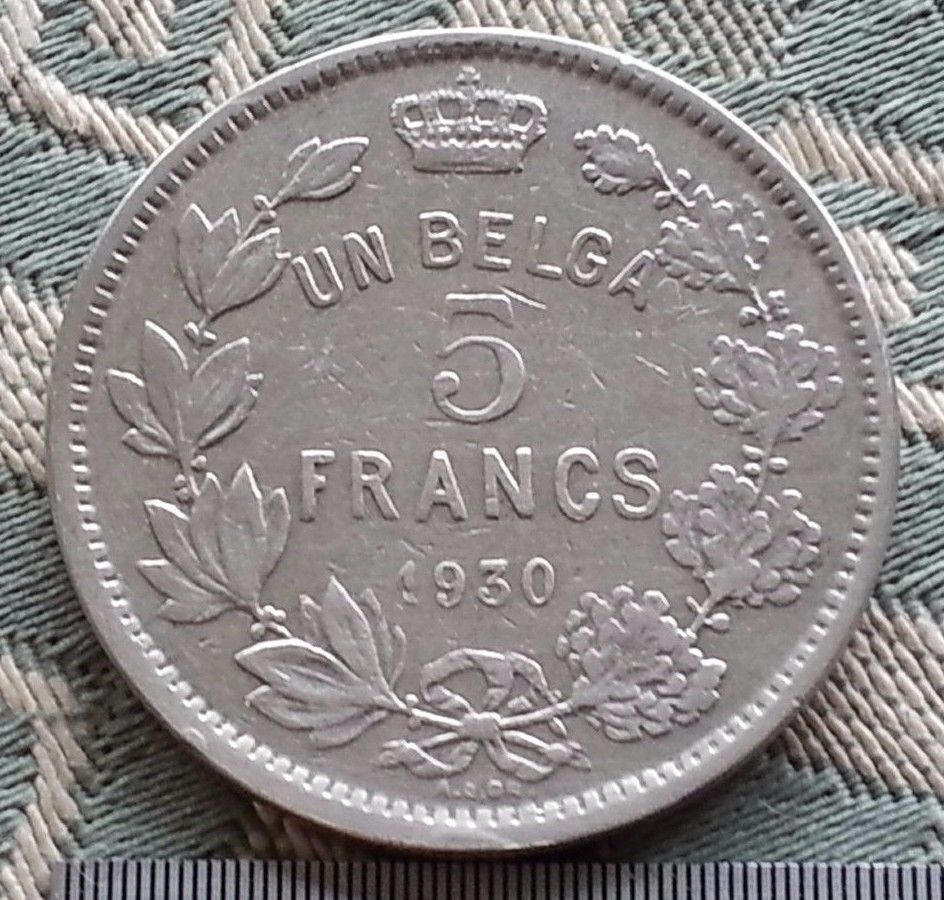 UN BELGA
5
FRANCS
1930